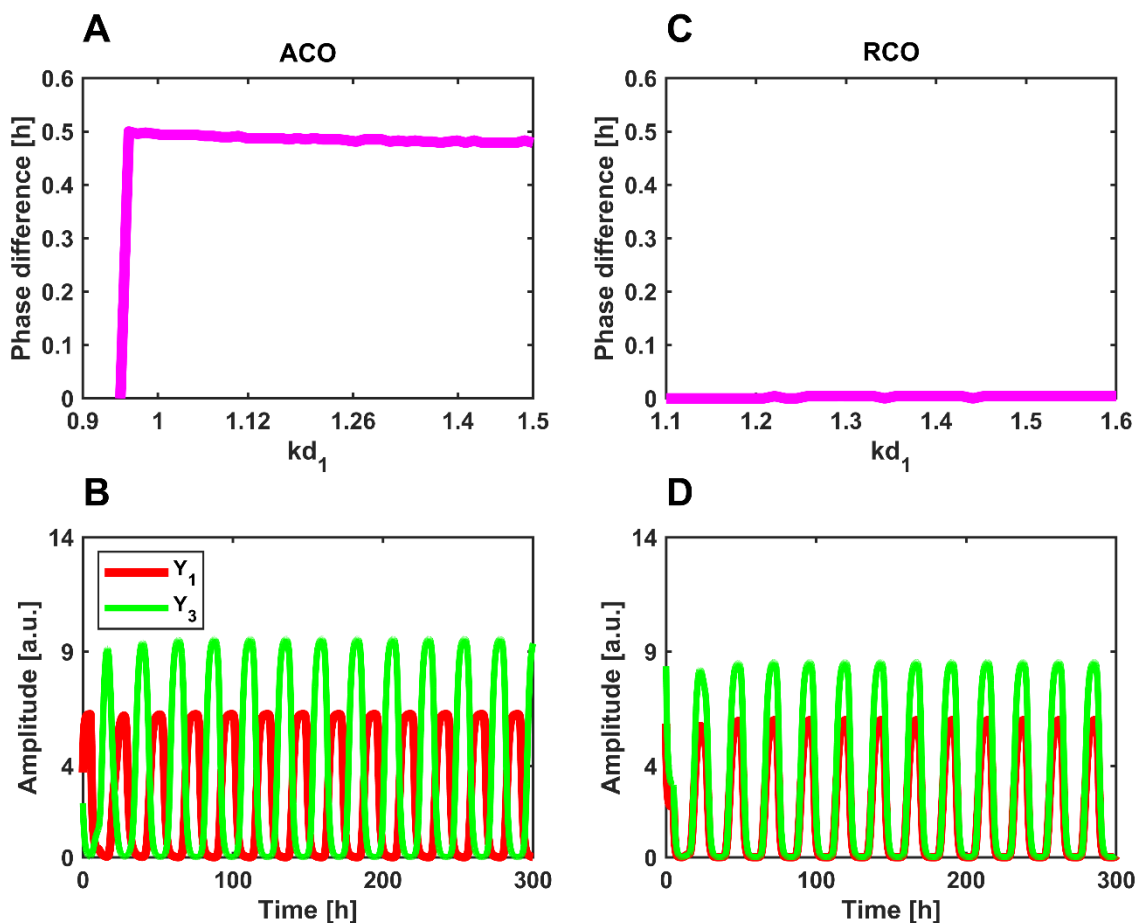 A
ACO
Phase difference [h]
0.6
0.5
0.4
0.3
0.2
0.1
0
0.9
1
1.12
1.26
1.4
1.5
kd1
C
RCO
Phase difference [h]
0.6
0.5
0.4
0.3
0.2
0.1
0
1.1
1.2
1.3
1.4
1.5
1.6
kd1
B
Amplitude [a.u.]
14
9
4
0
Y1
Y3
0
100
200
300
Time [h]
D
Amplitude [a.u.]
14
9
4
0
0
100
200
300
Time [h]